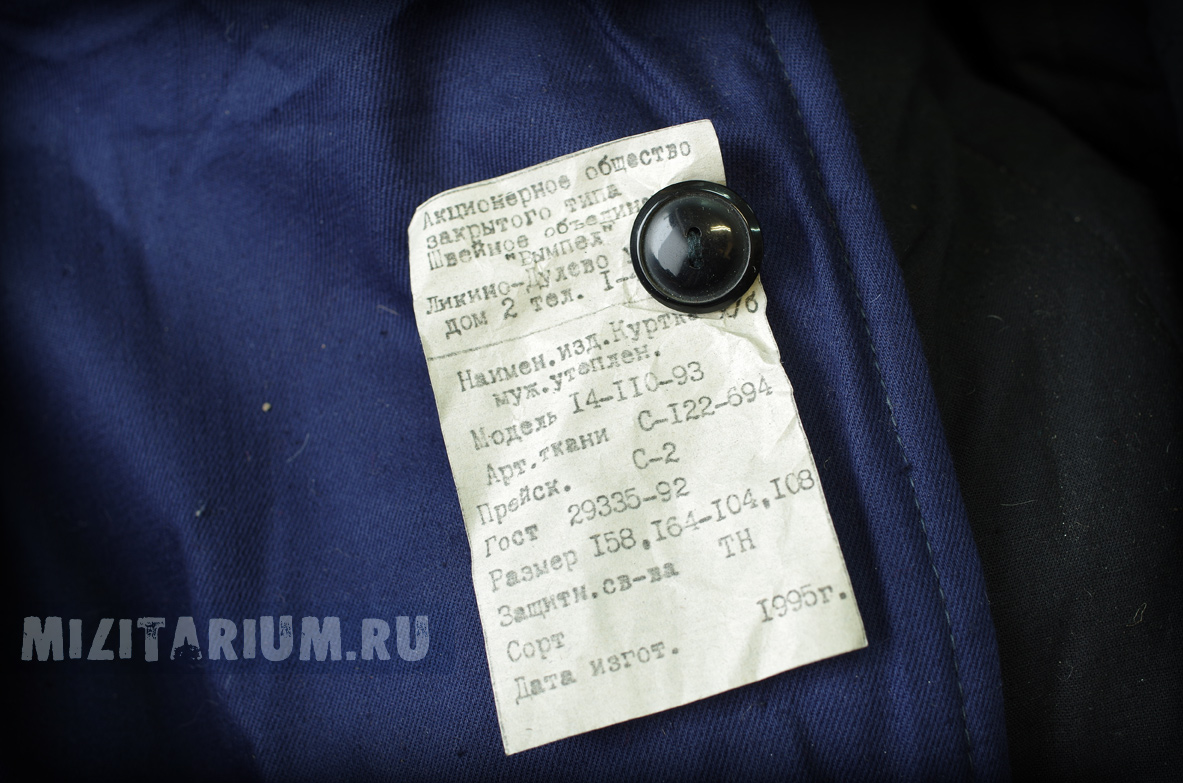 Акционерное общество
закрытого типа
Швейное
"Вымпел"
Ликино-Дулево
дом 2 тел.
Наимен.изд.Куртка х/б
муж.утеплен.
Модель I4-II0-93
Арт.ткани С-I22-694
Прейск. С-2
Гост 29335-92
Размер I58,I64-I04,I08
Защитн.св-ва ТН
Сорт
Дата изгот. I995г.
MILITARIUM.RU